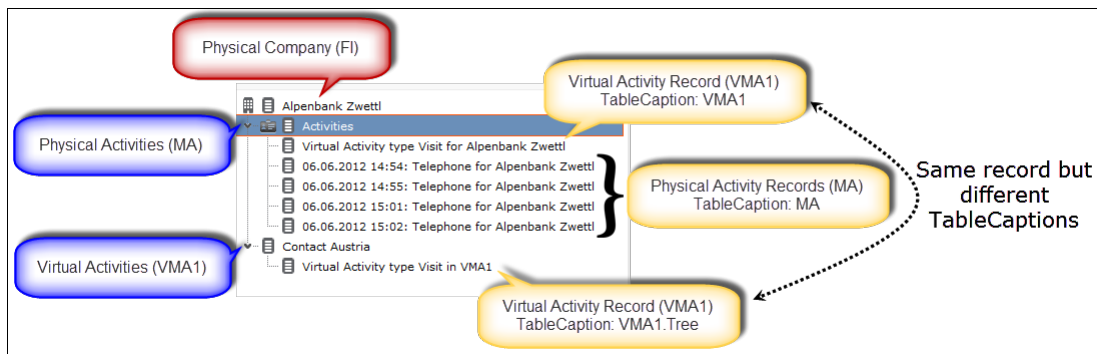 Physical Company (FI)
Virtual Activity Record (VMA1)
TableCaption: VMA1
Alpenbank Zwettl
Physical Activities (MA)
Activities
Virtual Activity type Visit for Alpenbank Zwettl
06.06.2012 14:54: Telephone for Alpenbank Zwettl
06.06.2012 14:55: Telephone for Alpenbank Zwettl
06.06.2012 15:01: Telephone for Alpenbank Zwettl
06.06.2012 15:02: Telephone for Alpenbank Zwettl
}
Physical Activity Records (MA)
TableCaption: MA
Same record but
different
TableCaptions
Virtual Activities (VMA1)
Contact Austria
Virtual Activity type Visit in VMA1
Virtual Activity Record (VMA1)
TableCaption: VMA1.Tree